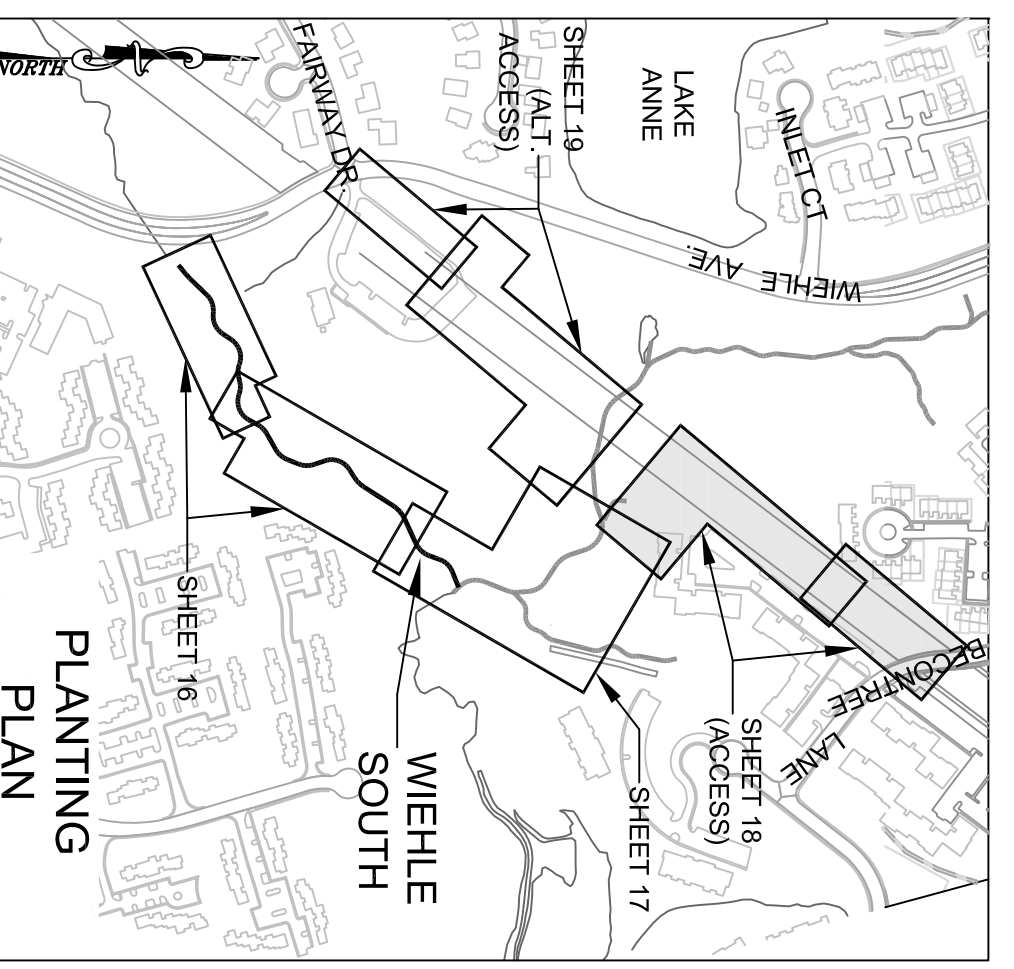 NORTH
N
FAIRWAY DR.
SHEET 19
(ALT.
ACCESS)
LAKE
ANNE
INLET CT
WIEHLE AVE.
BECONTREE
LANE
SHEET 18
(ACCESS)
SHEET 17
SHEET 16
WIEHLE
SOUTH
PLANTING
PLAN